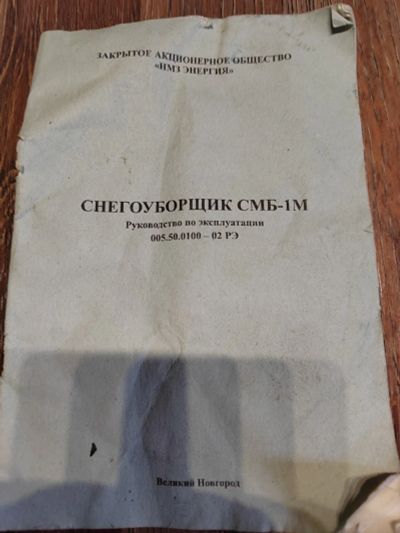 ЗАКРЫТОЕ АКЦИОНЕРНОЕ ОБЩЕСТВО
«НМЗ ЭНЕРГИЯ»
СНЕГОУБОРЩИК СМБ-1М
Руководство по эксплуатации
005.50.0100 – 02 РЭ
Великий Новгород